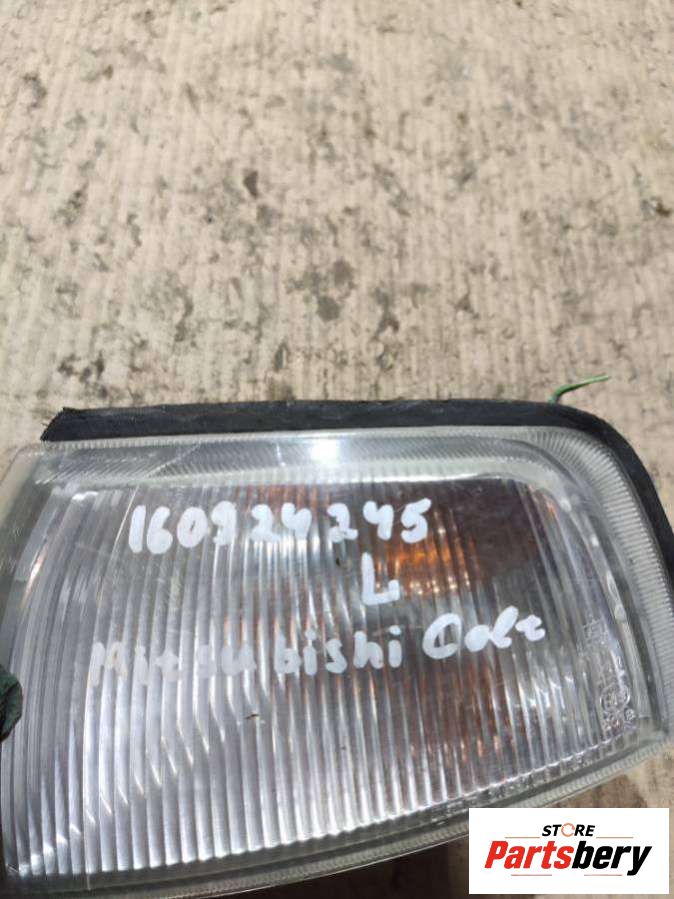 160924245
L
Mitsubishi Colt
STORE
Partsbery